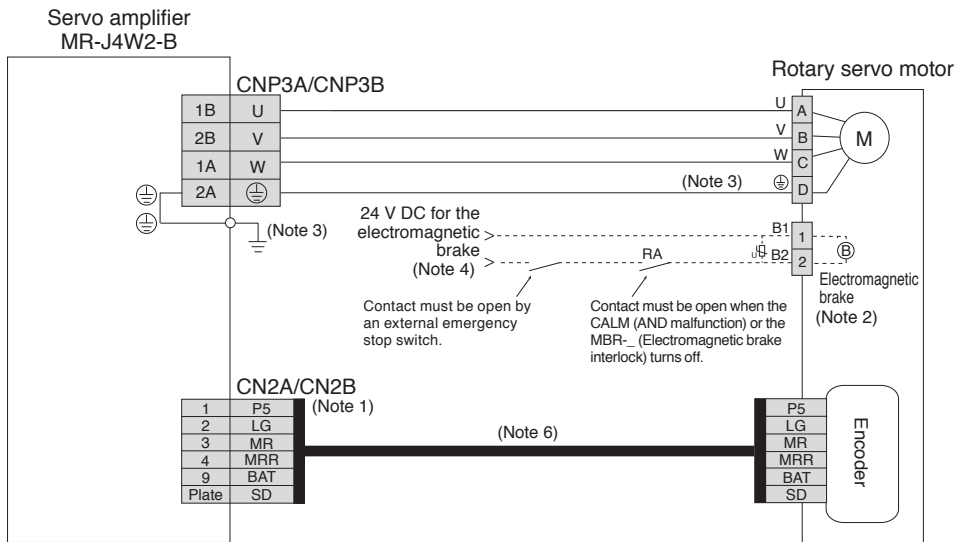 Servo amplifier
MR-J4W2-B
Rotary servo motor
CNP3A/CNP3B
1B U
2B V
1A W
2A
U A
V B
W C
(Note 3) D
M
(Note 3)
24 V DC for the
electromagnetic
brake
(Note 4)
RA
B1 1
U B2 2
B
Electromagnetic
brake
(Note 2)
Contact must be open by
an external emergency
stop switch.
Contact must be open when the
CALM (AND malfunction) or the
MBR-_ (Electromagnetic brake
interlock) turns off.
CN2A/CN2B
(Note 1)
1 P5
2 LG
3 MR
4 MRR
9 BAT
Plate SD
(Note 6)
P5
LG
MR
MRR
BAT
SD
Encoder